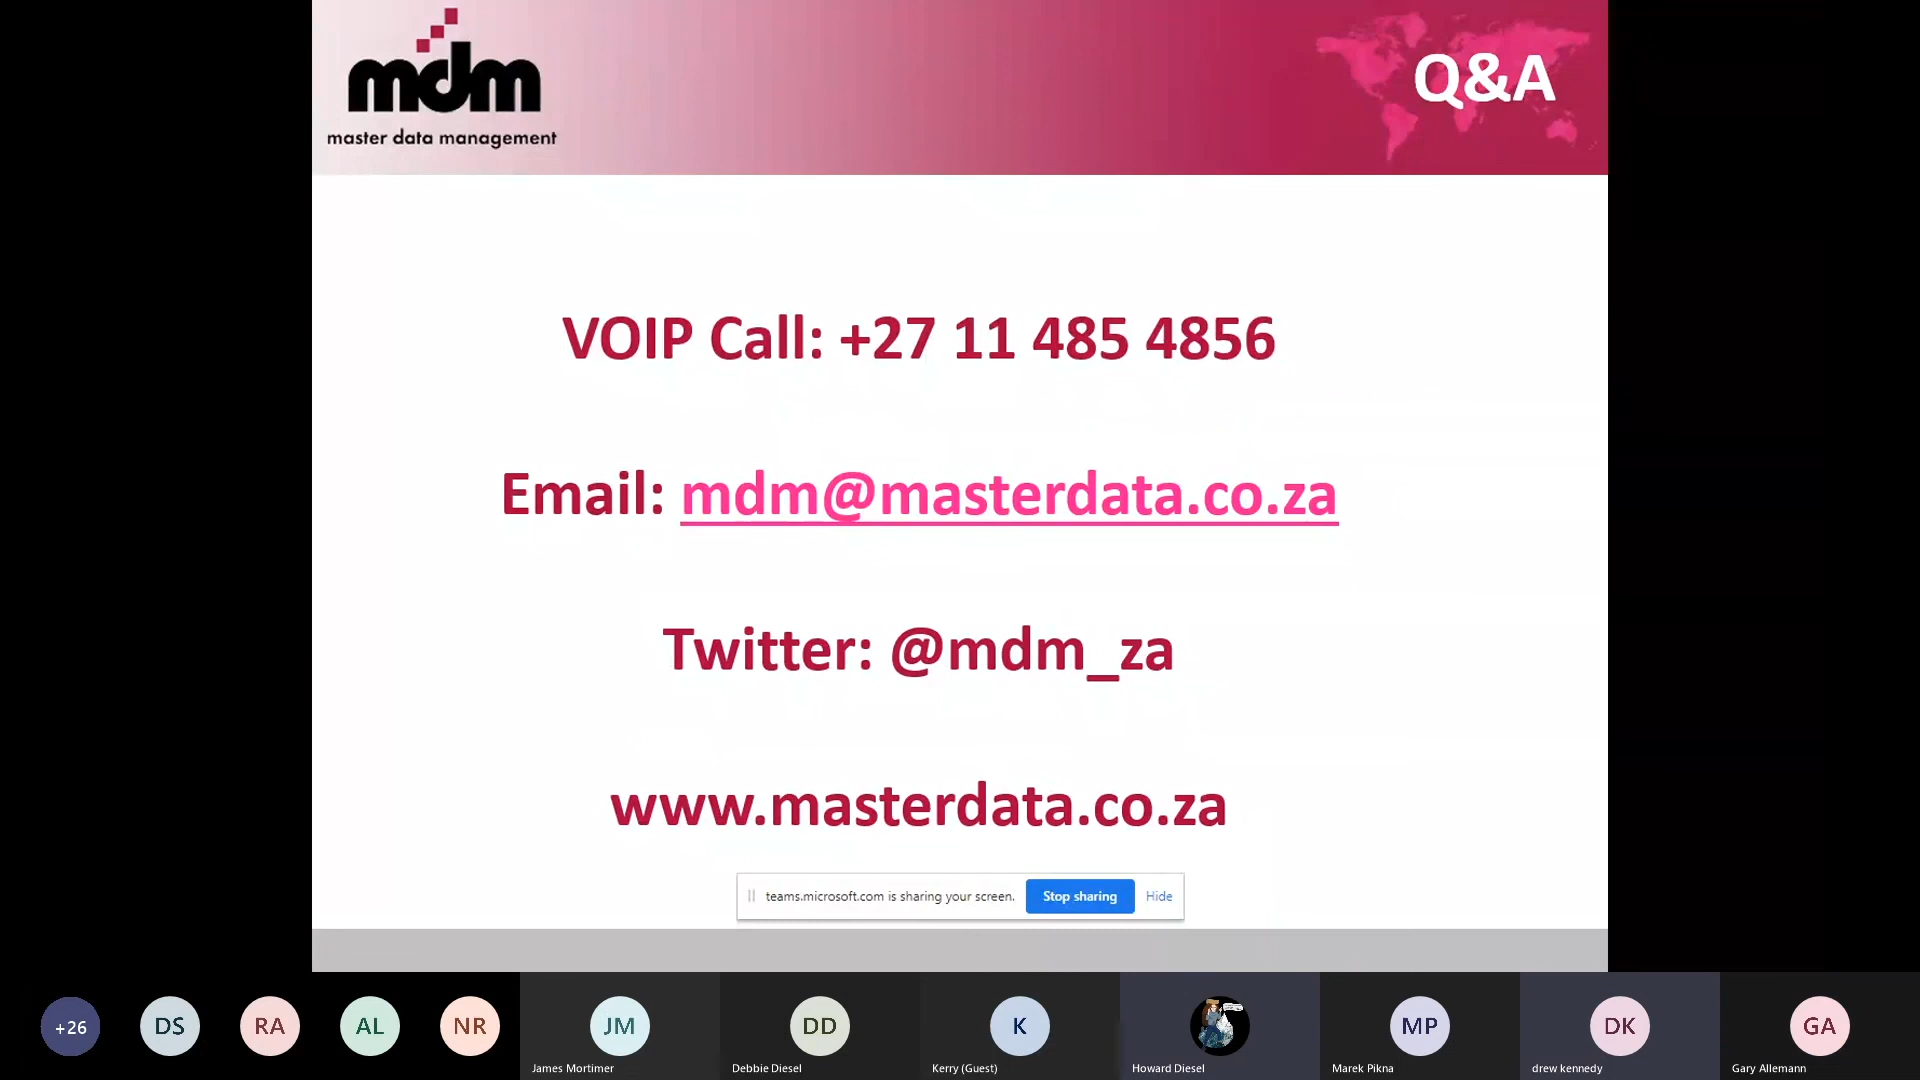 mdm
master data management
Q&A
VOIP Call: +27 11 485 4856
Email: mdm@masterdata.co.za
Twitter: @mdm_za
www.masterdata.co.za
teams.microsoft.com is sharing your screen. Stop sharing Hide
+26 DS RA AL NR JM DD K MP DK GA
James Mortimer Debbie Diesel Kerry (Guest) Howard Diesel Marek Pikna drew kennedy Gary Allemann